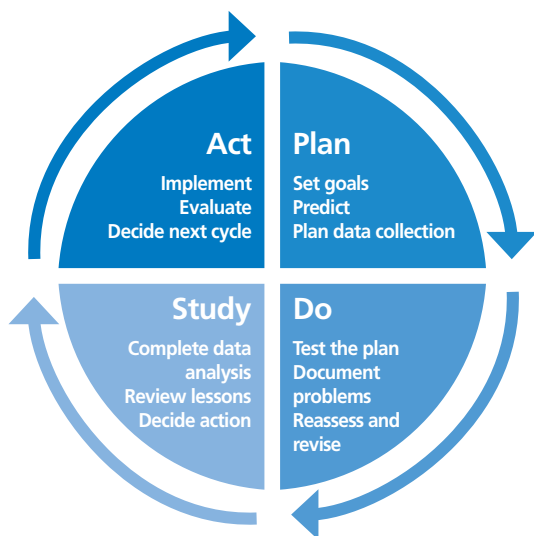 Act
Implement
Evaluate
Decide next cycle
Plan
Set goals
Predict
Plan data collection
Study
Complete data
analysis
Review lessons
Decide action
Do
Test the plan
Document
problems
Reassess and
revise